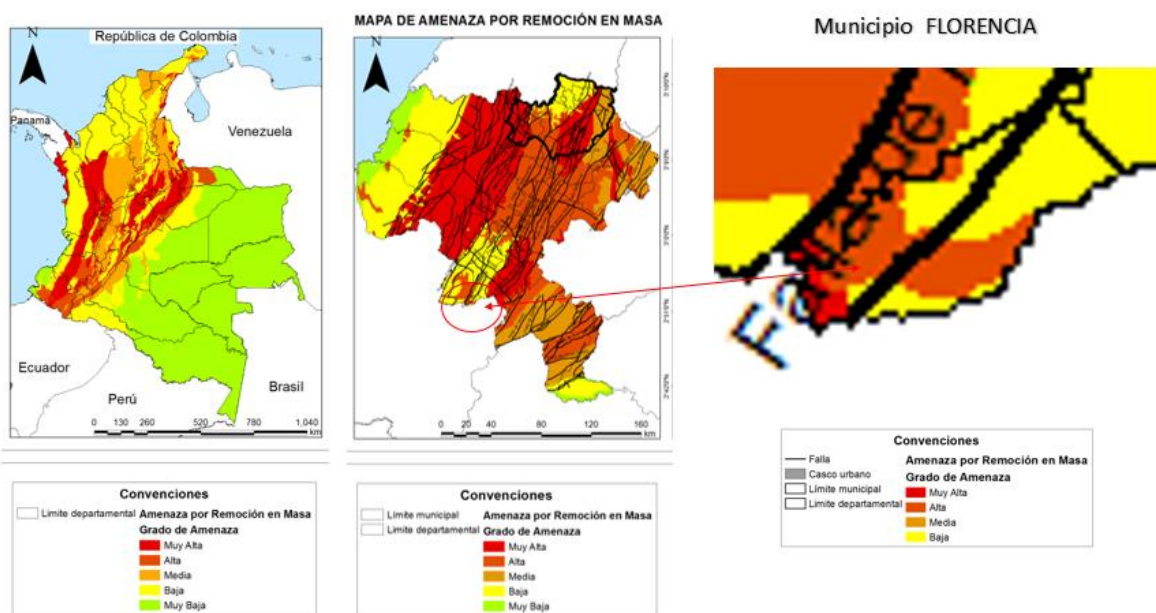 MAPA DE AMENAZA POR REMOCIÓN EN MASA
Municipio FLORENCIA
N
República de Colombia
Panamá
Venezuela
Ecuador
Perú
Brasil
0 130 260 520 780 1,040
km
Convenciones
Limite departamental
Amenaza por Remoción en Masa
Grado de Amenaza
Muy Alta
Alta
Media
Baja
Muy Baja
N
0 20 40 80 120 160
km
Convenciones
Límite municipal
Limite departamental
Amenaza por Remoción en Masa
Grado de Amenaza
Muy Alta
Alta
Media
Baja
Muy Baja
Convenciones
Falla
Casco urbano
Límite municipal
Limite departamental
Amenaza por Remoción en Masa
Grado de Amenaza
Muy Alta
Alta
Media
Baja